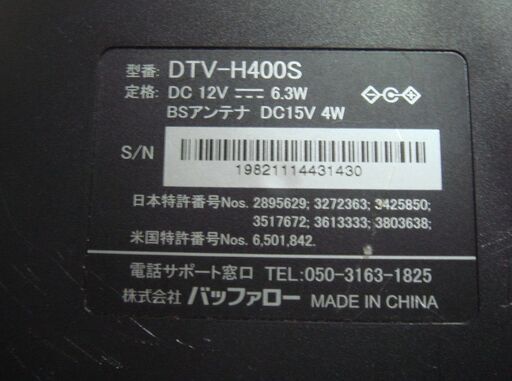 型番: DTV-H400S
定格: DC 12V 6.3W
BSアンテナ DC15V 4W
S/N
19821114431430
日本特許番号Nos. 2895629; 3272363; 3425850;
3517672; 3613333; 3803638;
米国特許番号Nos. 6,501,842.
電話サポート窓口 TEL:050-3163-1825
株式会社 バッファロー MADE IN CHINA